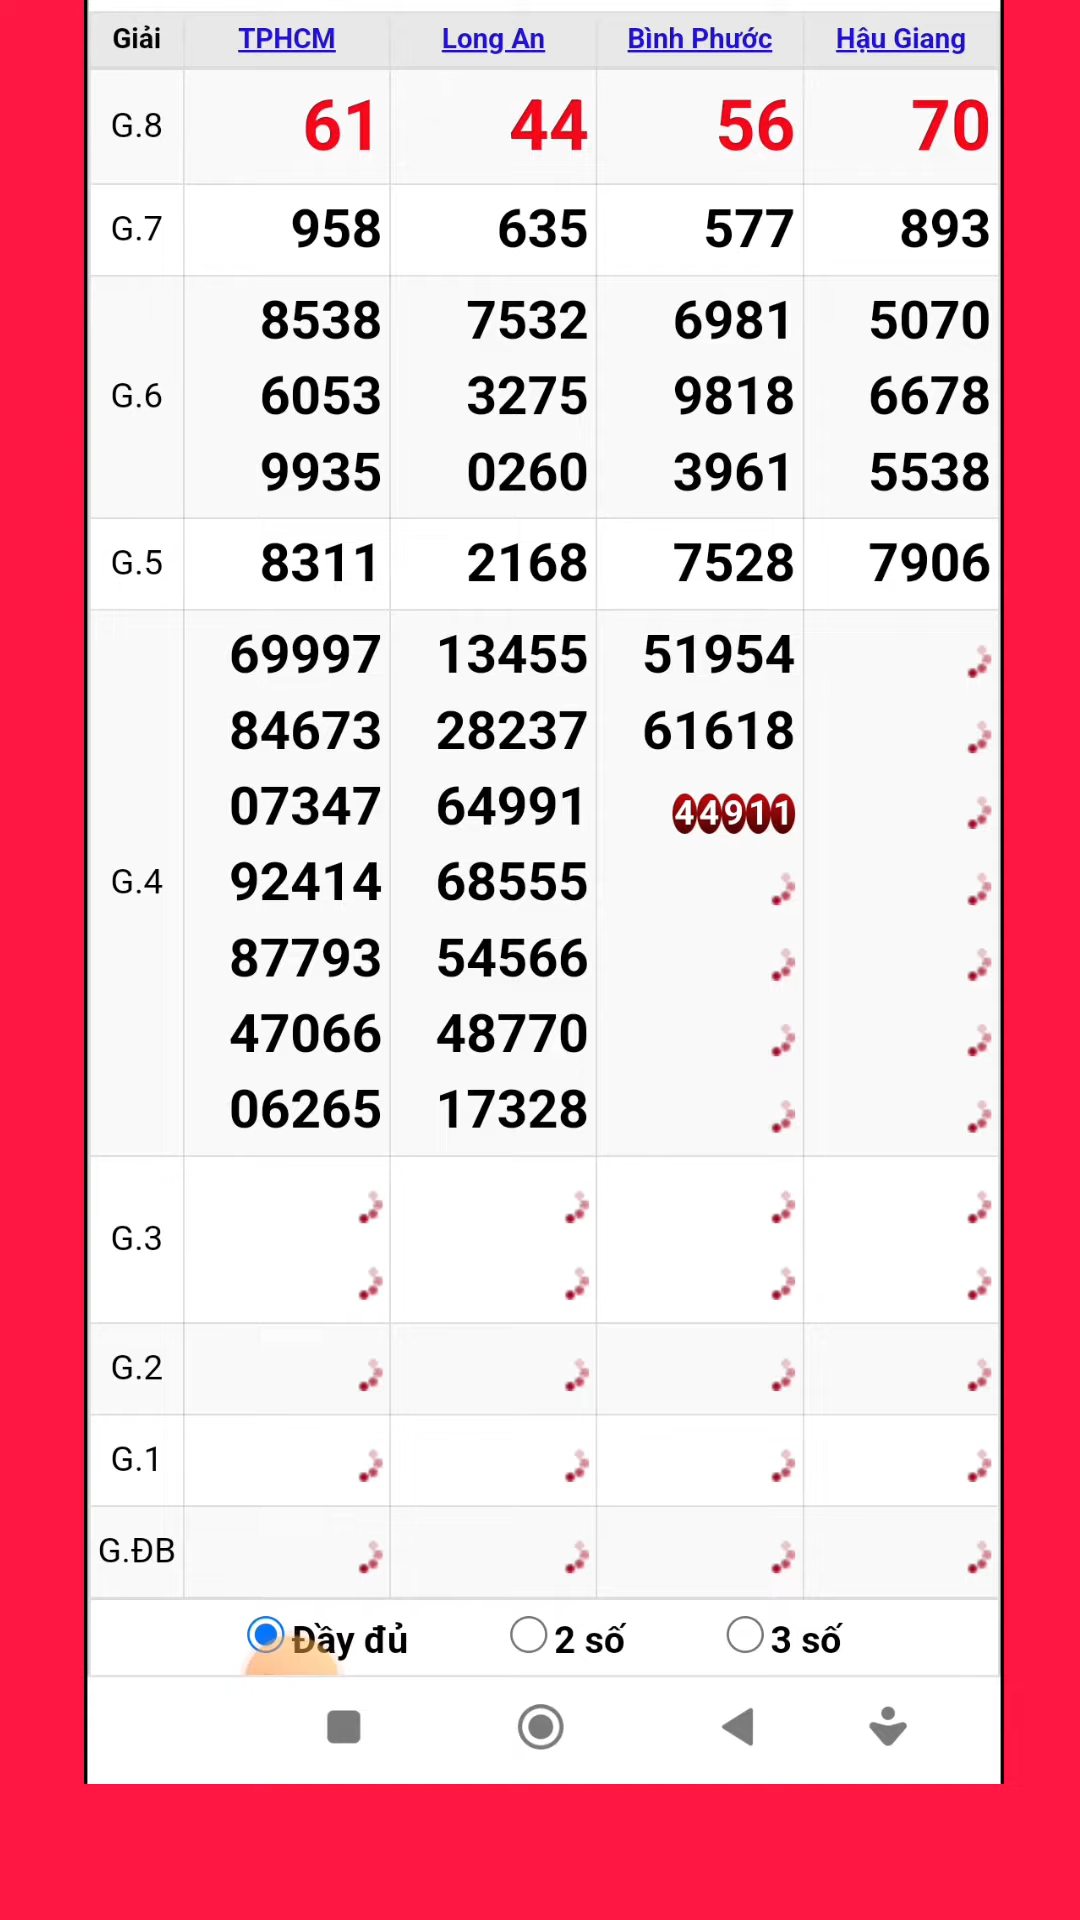 Giải TPHCM Long An Bình Phước Hậu Giang
G.8 61 44 56 70
G.7 958 635 577 893
8538 7532 6981 5070
G.6 6053 3275 9818 6678
9935 0260 3961 5538
G.5 8311 2168 7528 7906
69997 13455 51954
84673 28237 61618
07347 64991 44911
G.4 92414 68555
87793 54566
47066 48770
06265 17328
G.3
G.2
G.1
G.ĐB
Đầy đủ 2 số 3 số